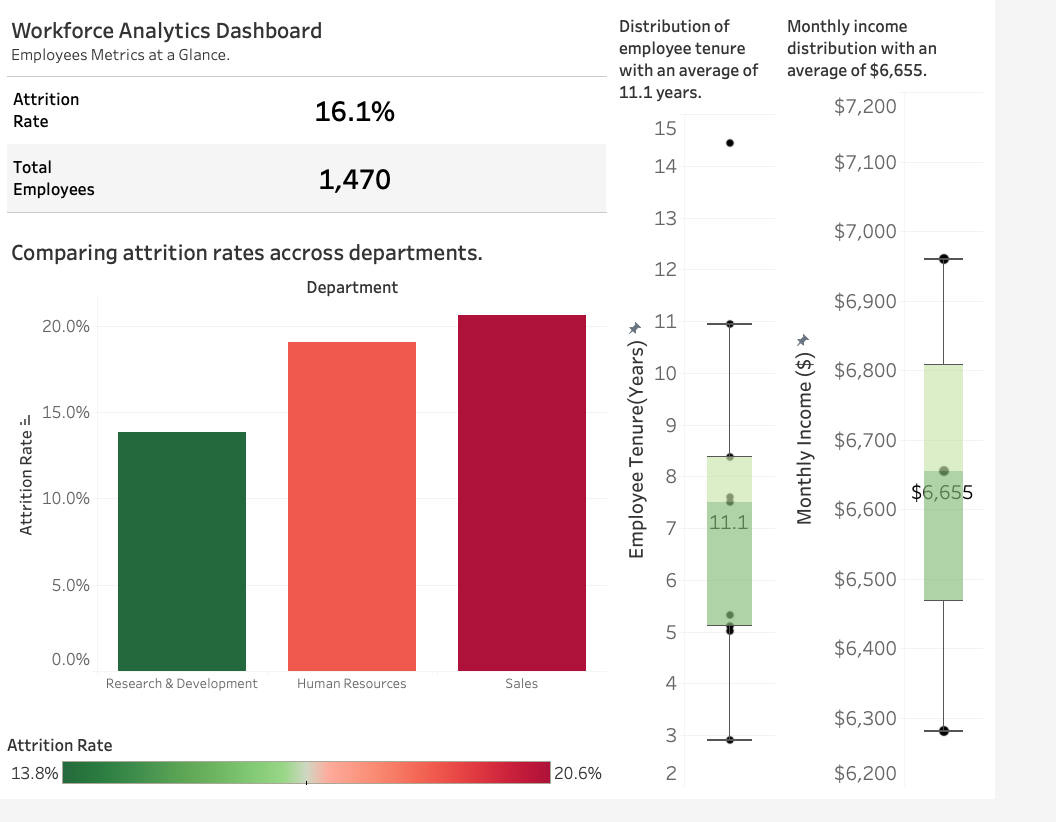 Workforce Analytics Dashboard
Employees Metrics at a Glance.
Attrition
Rate
16.1%
Total
Employees
1,470
Comparing attrition rates accross departments.
Department
20.0%
15.0%
10.0%
5.0%
0.0%
Attrition Rate
Research & Development
Human Resources
Sales
Attrition Rate
13.8%
20.6%
Distribution of
employee tenure
with an average of
11.1 years.
15
14
13
12
11
10
9
8
7
6
5
4
3
2
Employee Tenure(Years)
11.1
Monthly income
distribution with an
average of $6,655.
$7,200
$7,100
$7,000
$6,900
$6,800
$6,700
$6,600
$6,500
$6,400
$6,300
$6,200
Monthly Income ($)
$6,655